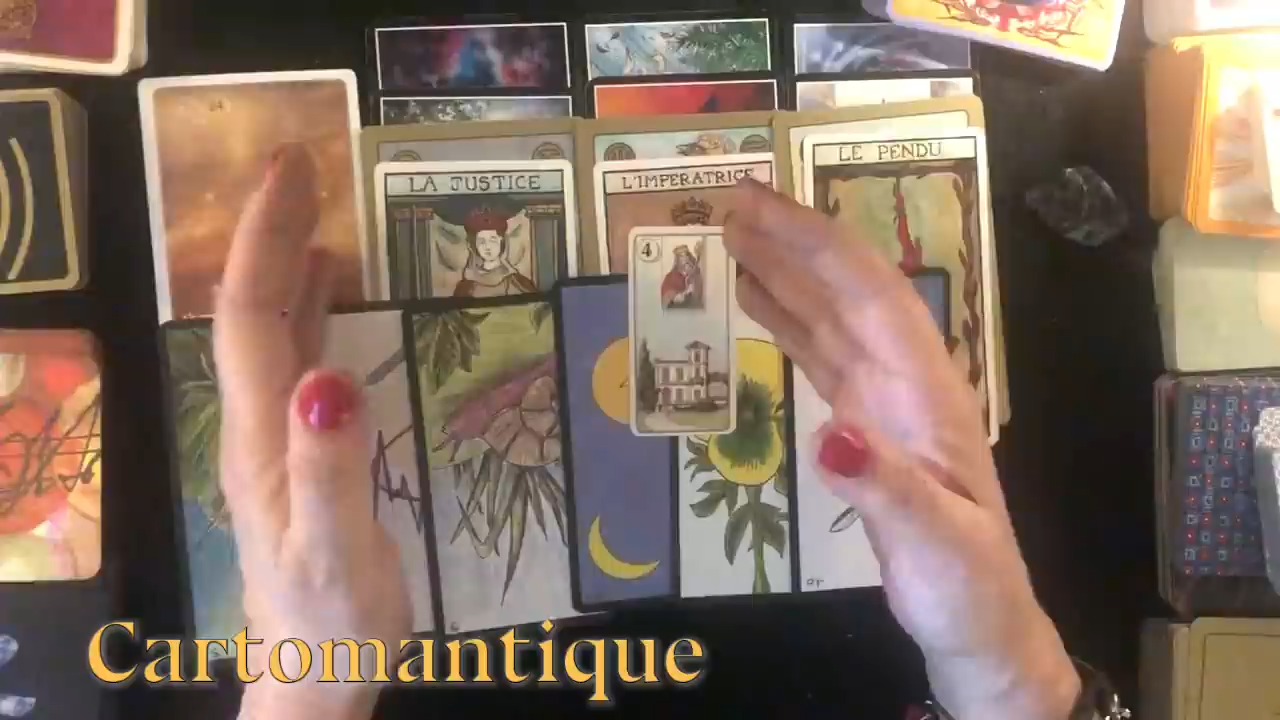 LA JUSTICE
L'IMPERATRICE
LE PENDU
4
Cartomantique